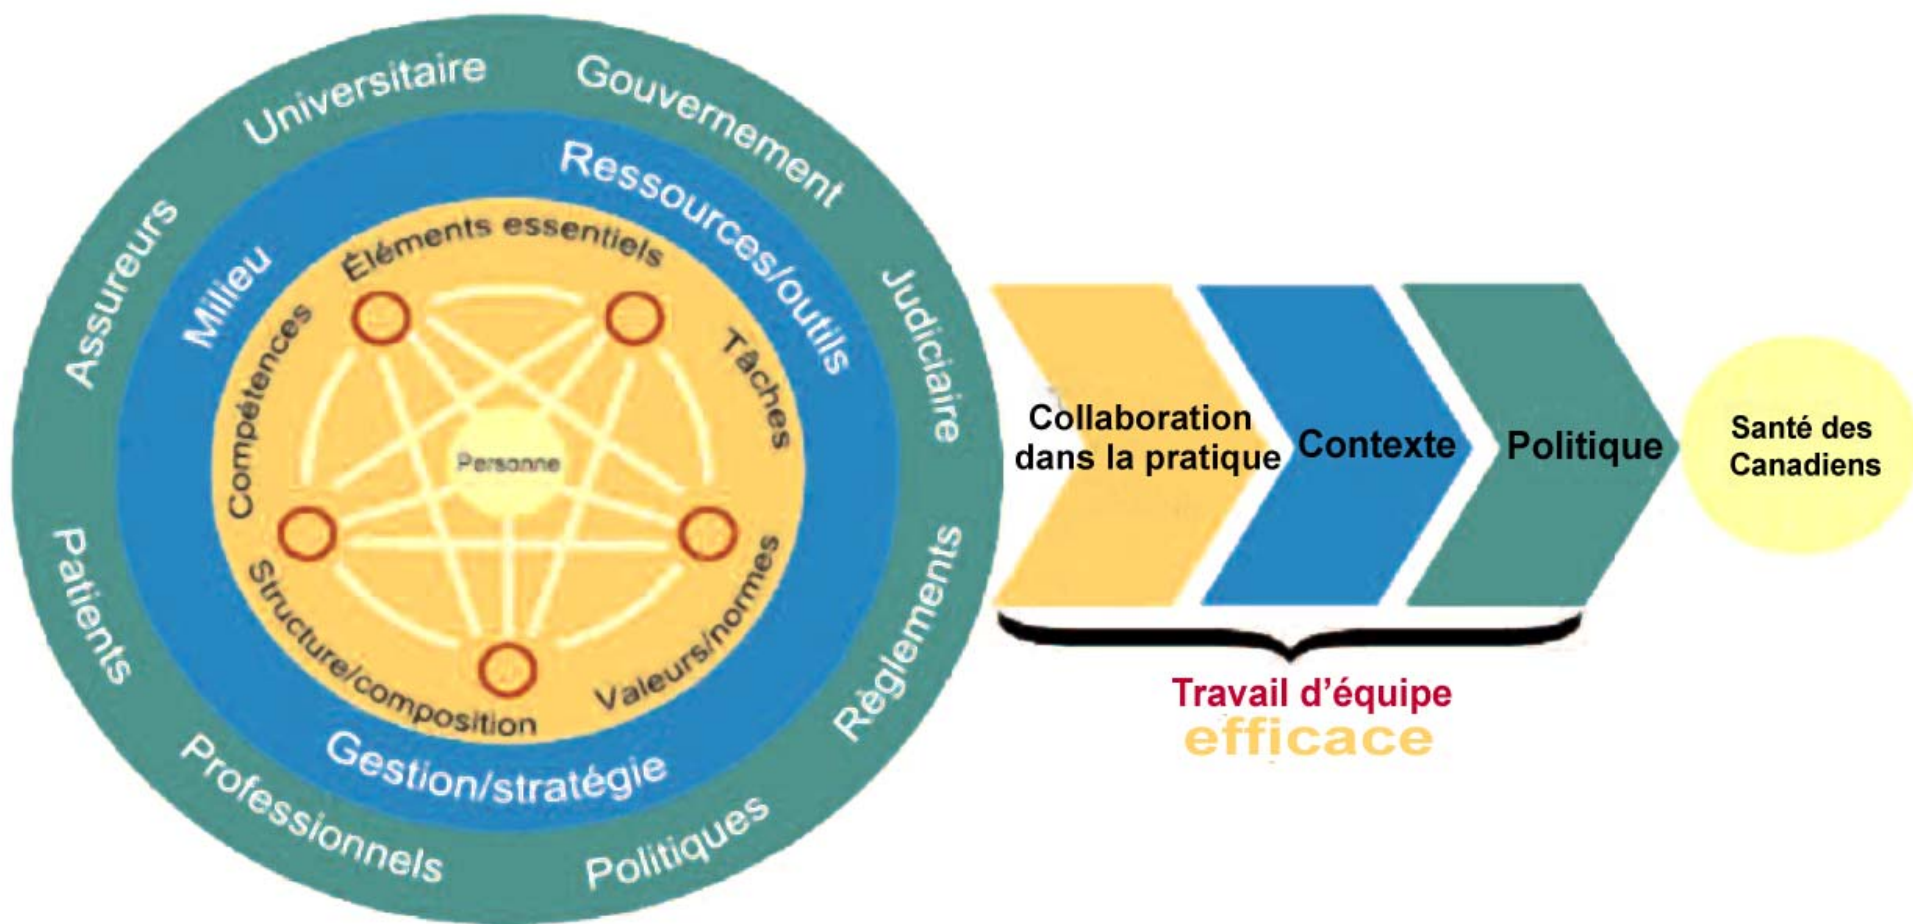 Universitaire
Gouvernement
Judiciaire
Règlements
Politiques
Professionnels
Patients
Assureurs
Milieu
Ressources/outils
Gestion/stratégie
Éléments essentiels
Tâches
Valeurs/normes
Structure/composition
Compétences
Personne
Collaboration
dans la pratique
Contexte
Politique
Santé des
Canadiens
Travail d’équipe
efficace